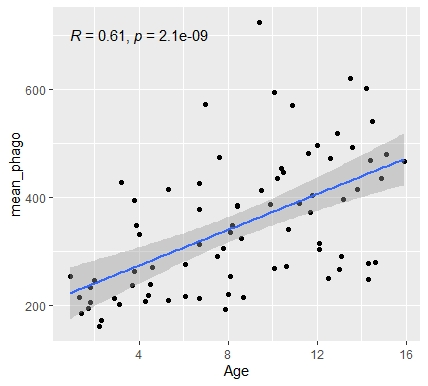 R = 0.61, p = 2.1e-09
600
400
200
mean_phago
4
8
12
16
Age